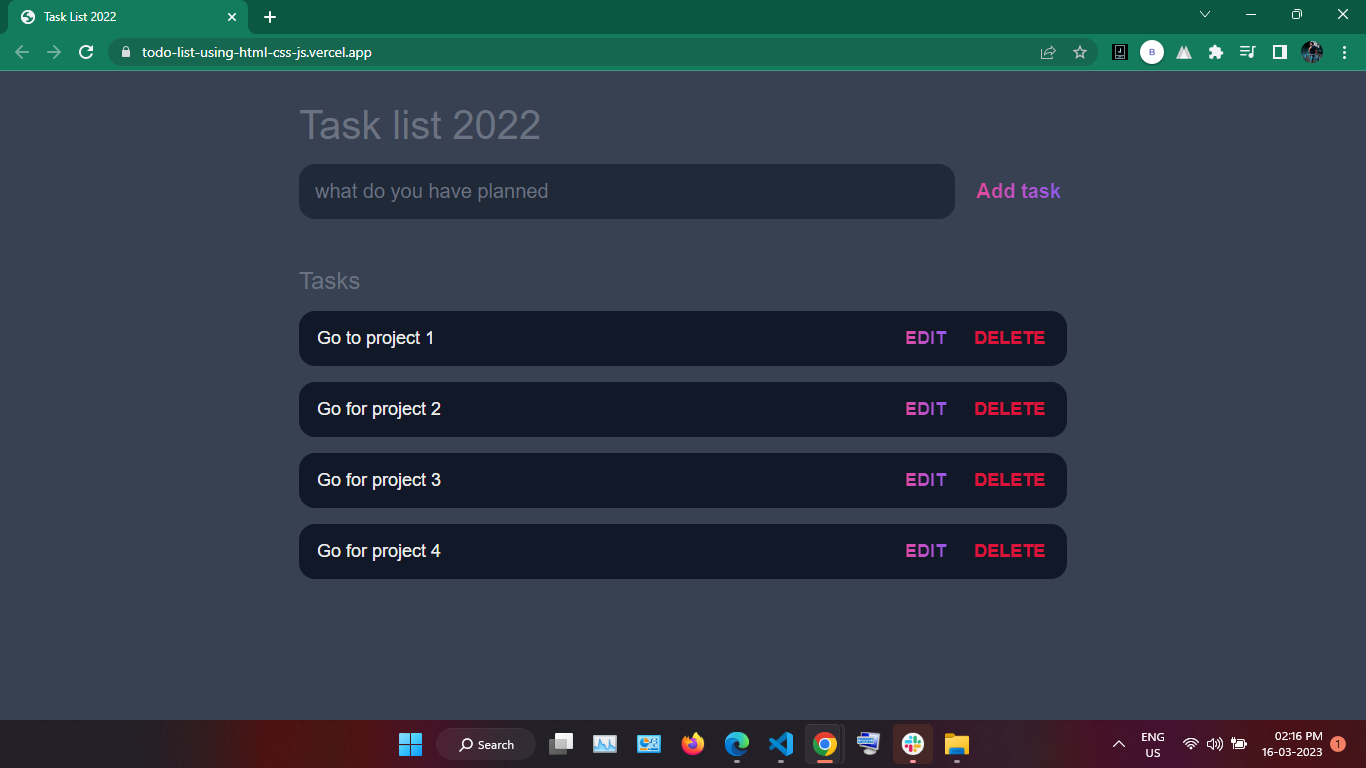 Task List 2022
todo-list-using-html-css-js.vercel.app
B
Task list 2022
what do you have planned
Add task
Tasks
Go to project 1 EDIT DELETE
Go for project 2 EDIT DELETE
Go for project 3 EDIT DELETE
Go for project 4 EDIT DELETE
Search
ENG
US
02:16 PM
16-03-2023
1